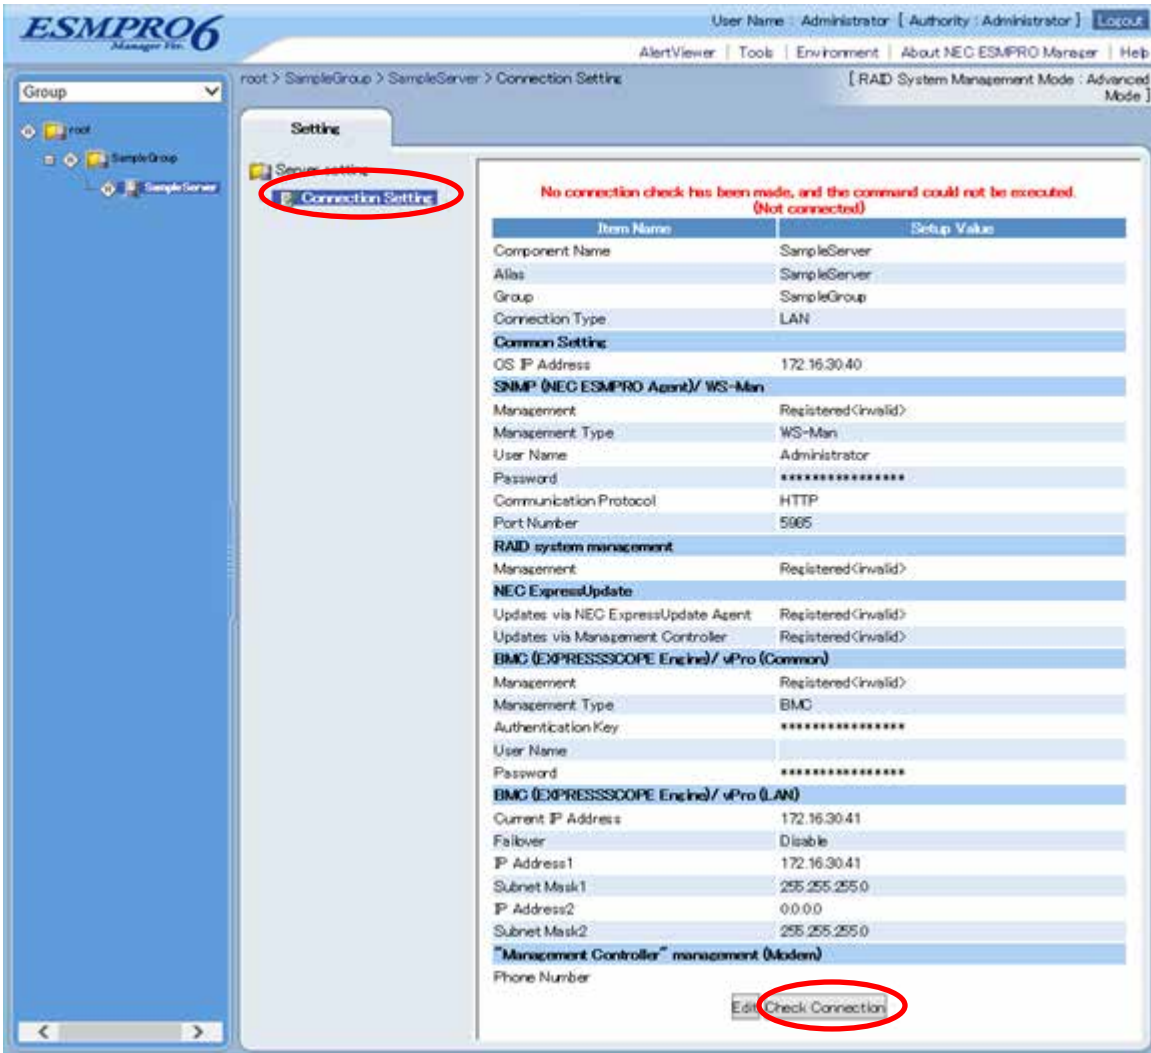 ESMPRO6
Manager Ver.
User Name : Administrator [ Authority : Administrator ] Logout
AlertViewer | Tools | Environment | About NEC ESMPRO Manager | Help
Group
root > SampleGroup > SampleServer > Connection Setting
[ RAID System Management Mode : Advanced Mode ]
root
SampleGroup
SampleServer
Setting
Server setting
Connection Setting
No connection check has been made, and the command could not be executed.
(Not connected)
Item Name Setup Value
Component Name SampleServer
Alias SampleServer
Group SampleGroup
Connection Type LAN
Common Setting
OS IP Address 172.16.30.40
SNMP (NEC ESMPRO Agent)/ WS-Man
Management Registered<invalid>
Management Type WS-Man
User Name Administrator
Password ****************
Communication Protocol HTTP
Port Number 5985
RAID system management
Management Registered<invalid>
NEC ExpressUpdate
Updates via NEC ExpressUpdate Agent Registered<invalid>
Updates via Management Controller Registered<invalid>
BMC (EXPRESSSCOPE Engine)/ vPro (Common)
Management Registered<invalid>
Management Type BMC
Authentication Key ****************
User Name
Password ****************
BMC (EXPRESSSCOPE Engine)/ vPro (LAN)
Current IP Address 172.16.30.41
Failover Disable
IP Address1 172.16.30.41
Subnet Mask1 255.255.255.0
IP Address2 0.0.0.0
Subnet Mask2 255.255.255.0
"Management Controller" management (Modem)
Phone Number
Edit Check Connection